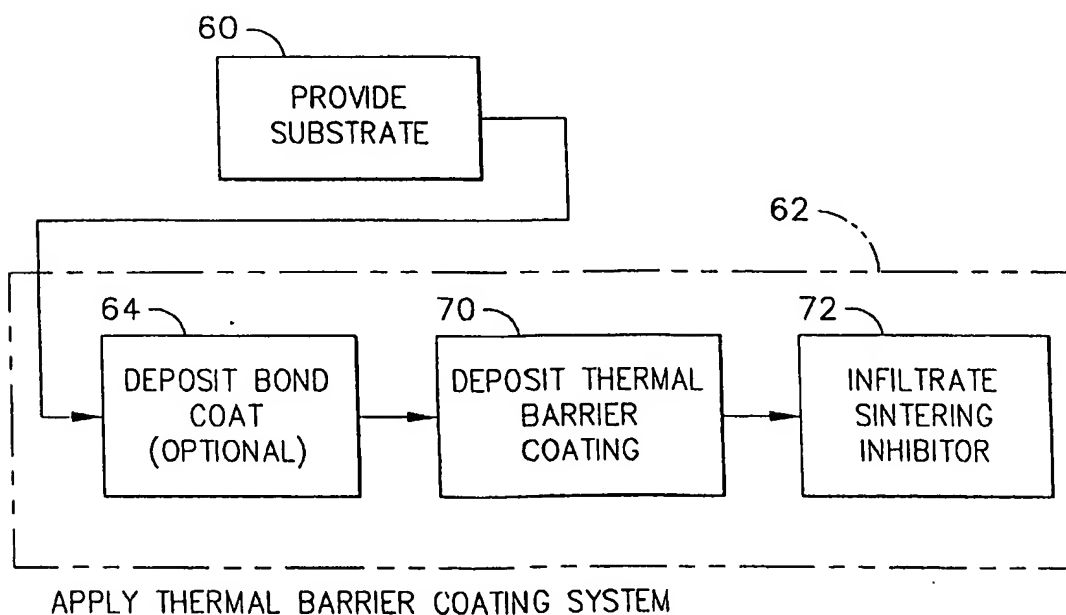 60
PROVIDE
SUBSTRATE
62
64
DEPOSIT BOND
COAT
(OPTIONAL)
70
DEPOSIT THERMAL
BARRIER
COATING
72
INFILTRATE
SINTERING
INHIBITOR
APPLY THERMAL BARRIER COATING SYSTEM